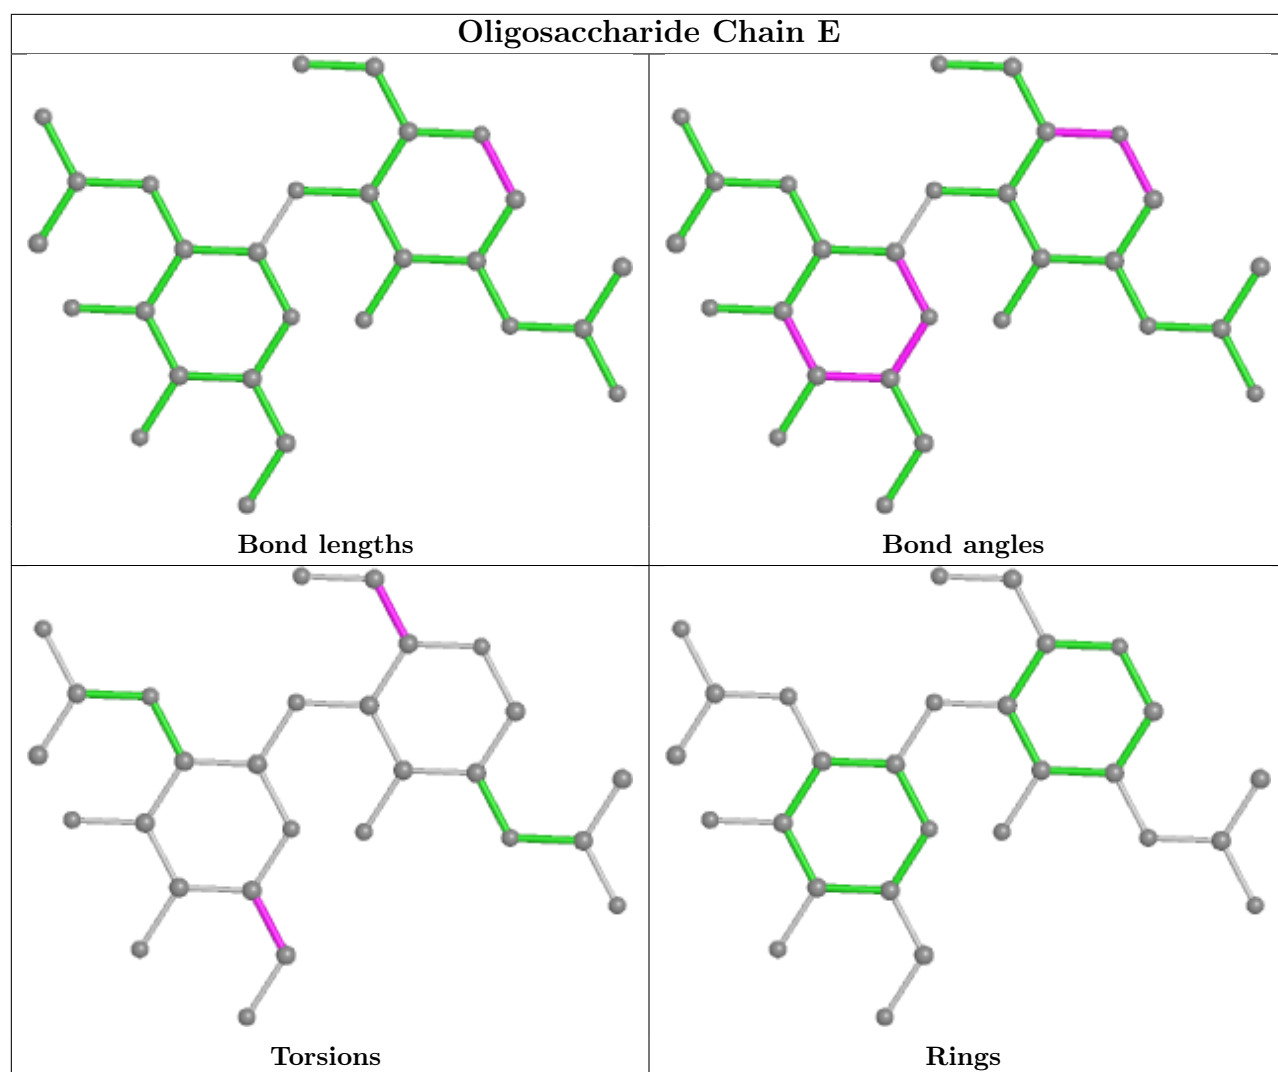 Oligosaccharide Chain E
Bond lengths
Bond angles
Torsions
Rings